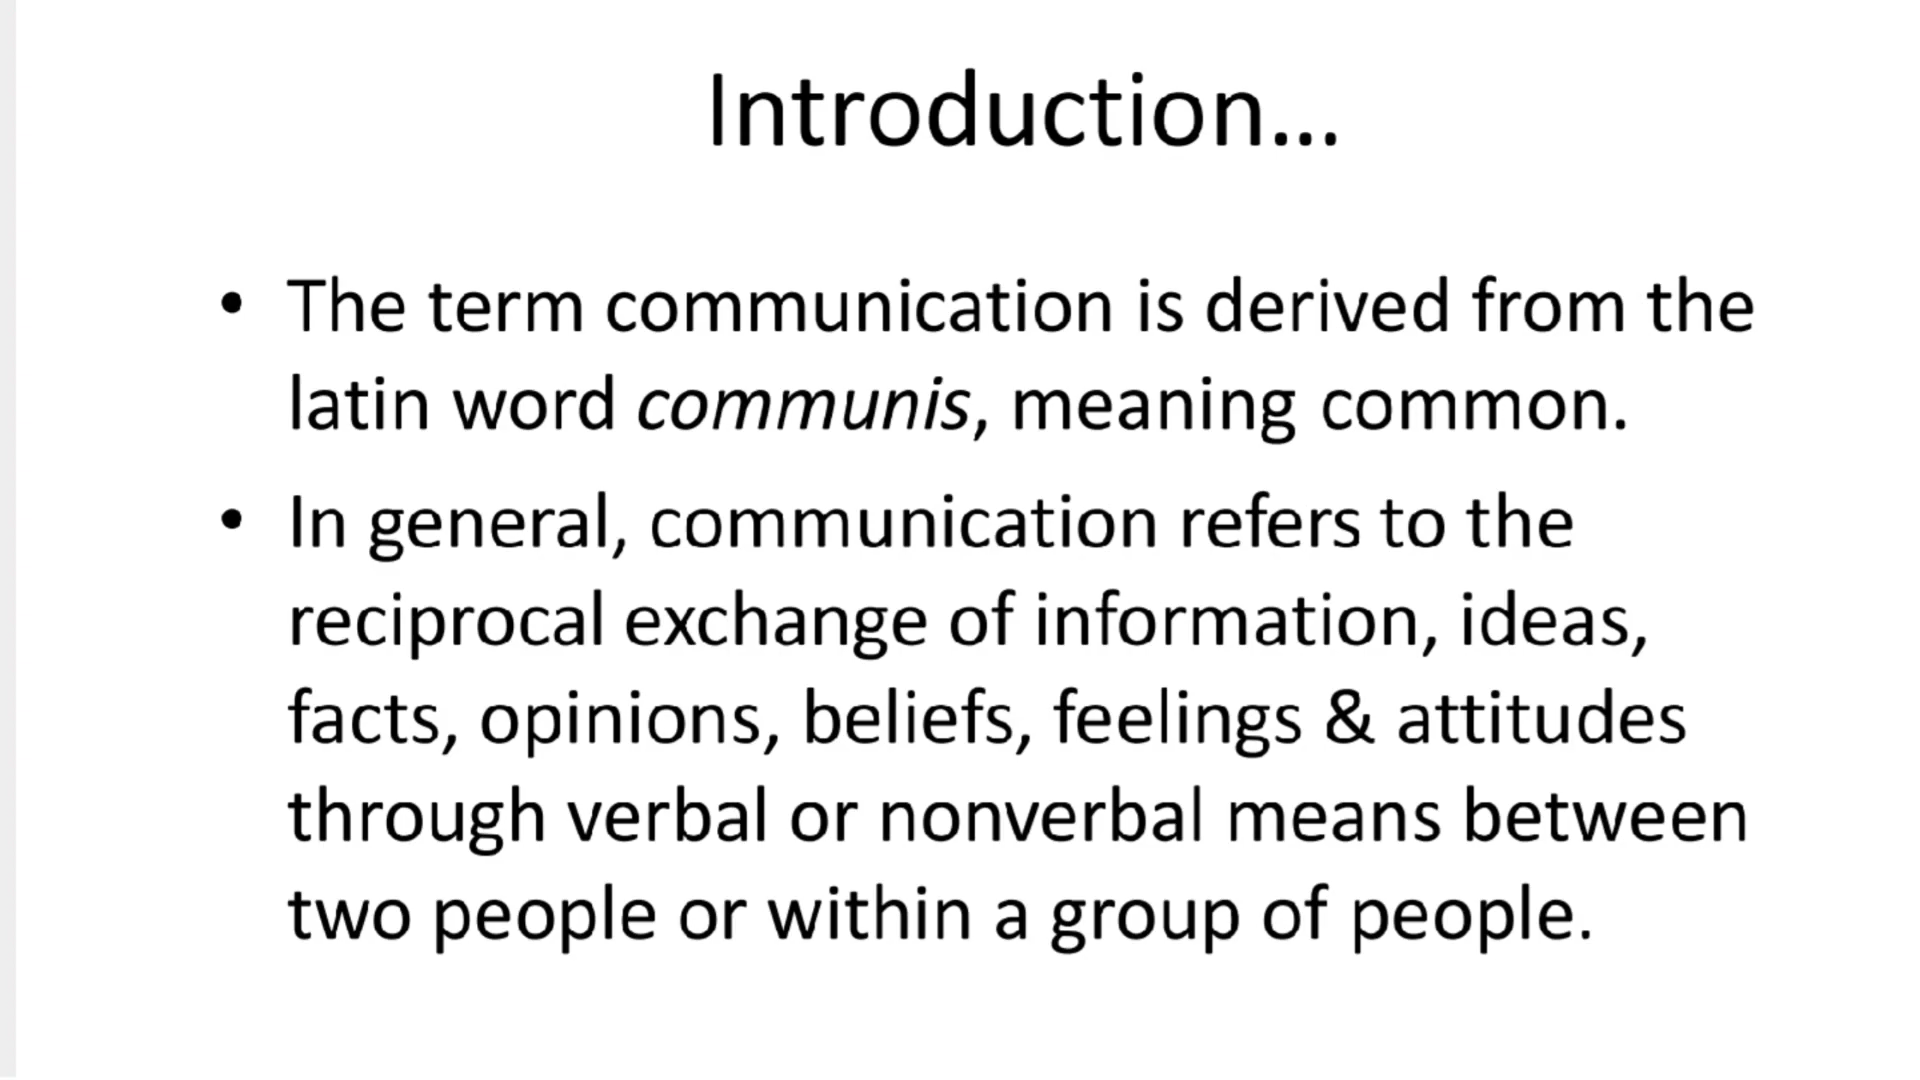 Introduction...
• The term communication is derived from the
latin word communis, meaning common.
• In general, communication refers to the
reciprocal exchange of information, ideas,
facts, opinions, beliefs, feelings & attitudes
through verbal or nonverbal means between
two people or within a group of people.